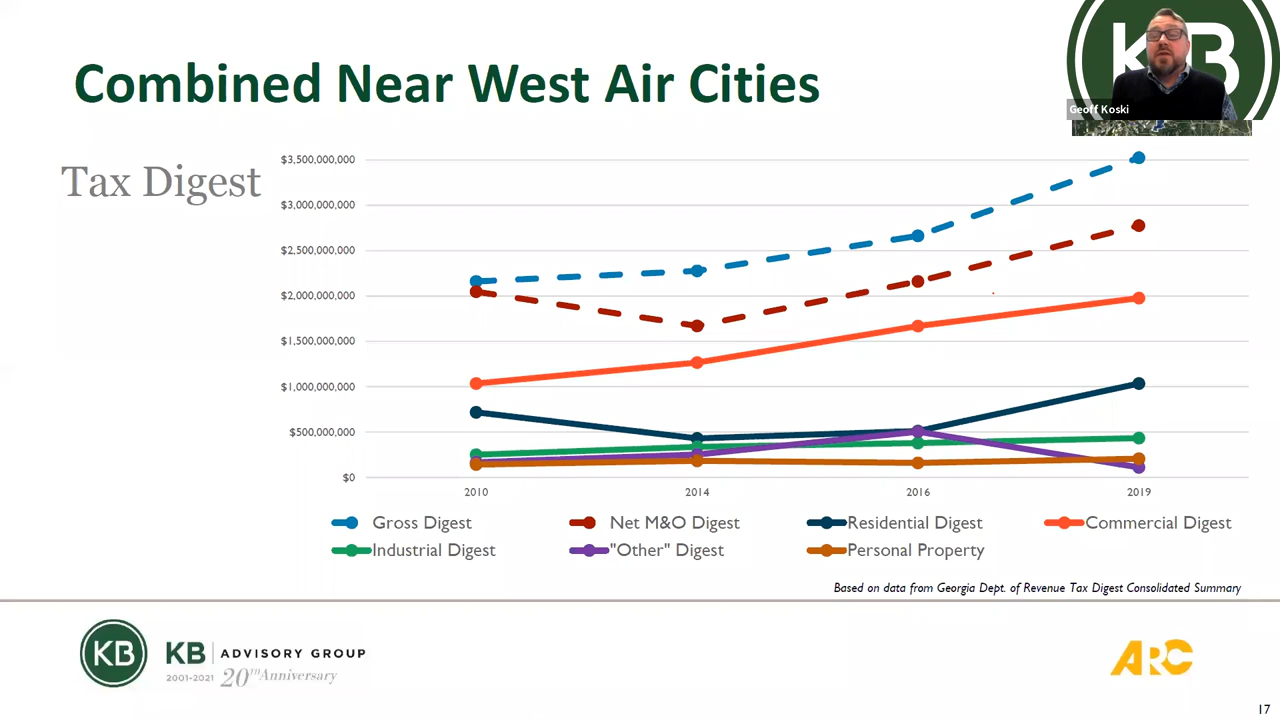 Combined Near West Air Cities
KB
Geoff Koski
Tax Digest
$3,500,000,000
$3,000,000,000
$2,500,000,000
$2,000,000,000
$1,500,000,000
$1,000,000,000
$500,000,000
$0
2010 2014 2016 2019
Gross Digest Net M&O Digest Residential Digest Commercial Digest
Industrial Digest "Other" Digest Personal Property
Based on data from Georgia Dept. of Revenue Tax Digest Consolidated Summary
KB
KB ADVISORY GROUP
2001-2021 20th Anniversary
ARC
17